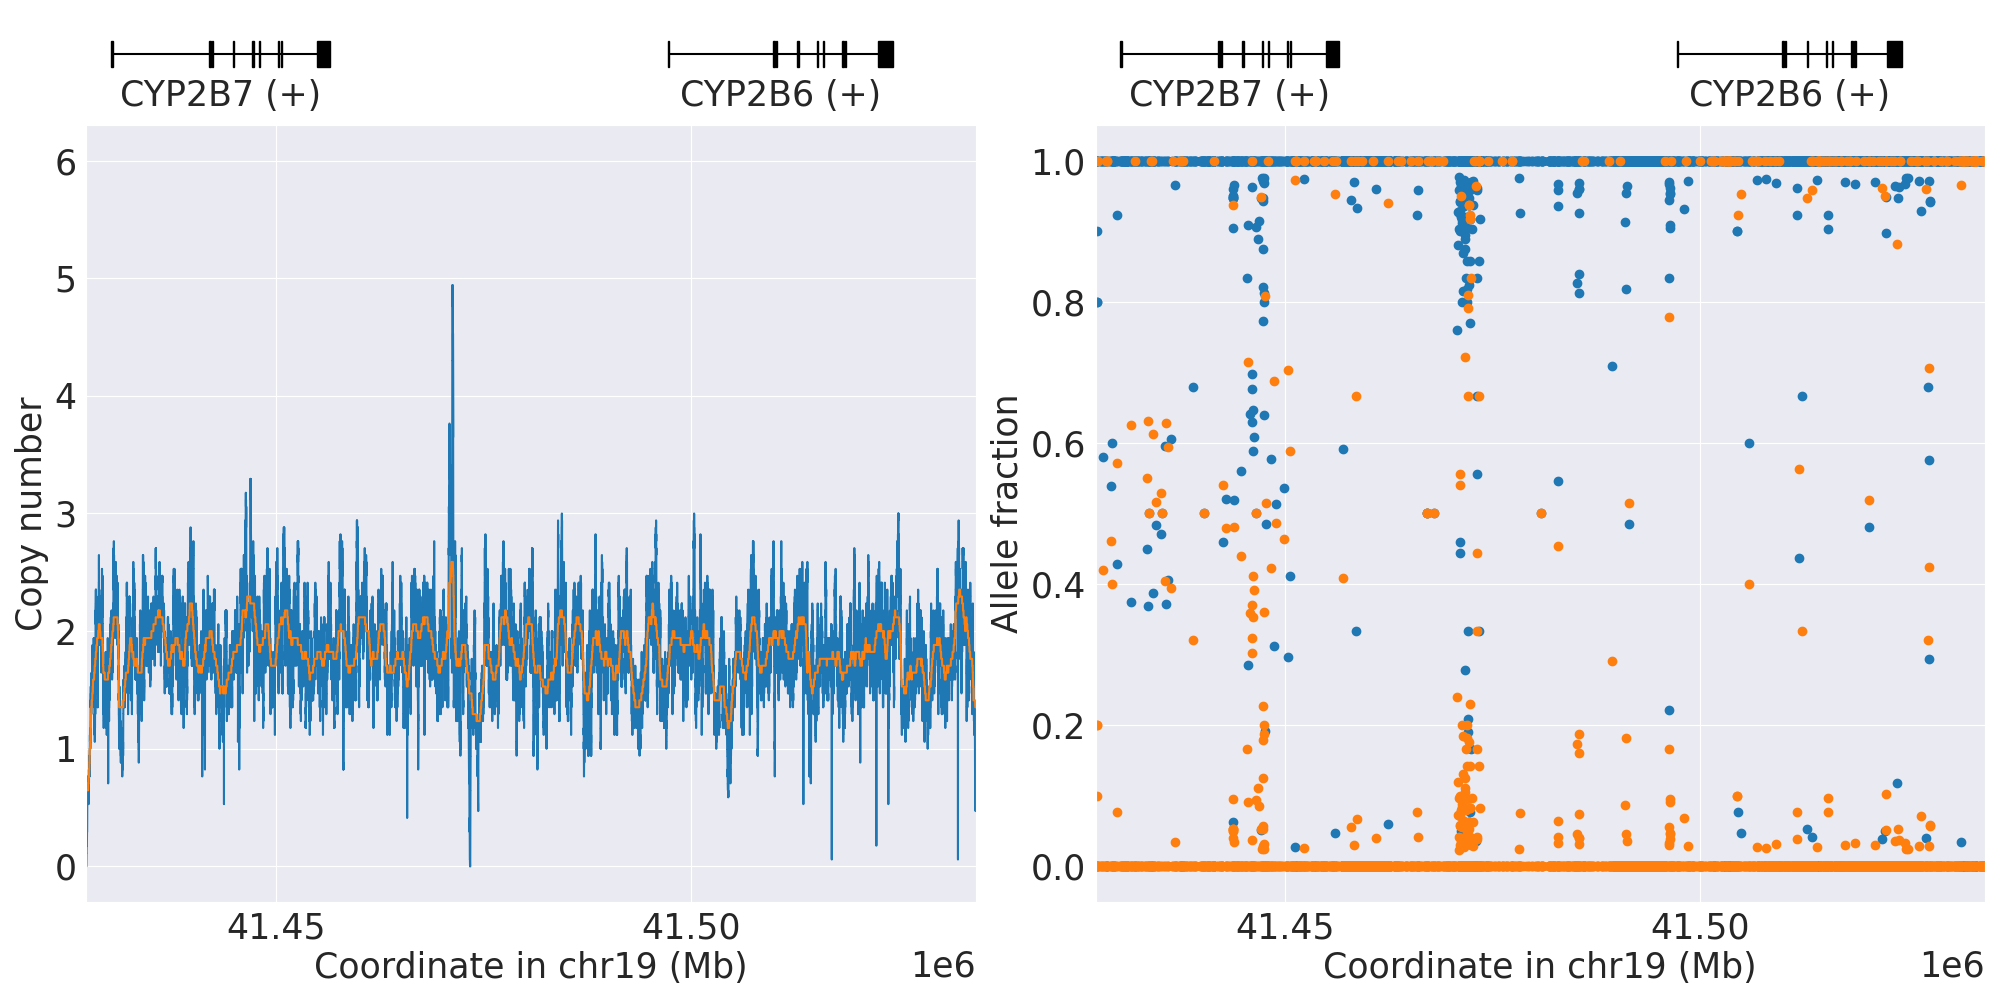 CYP2B7 (+)
CYP2B6 (+)
6
5
4
3
2
1
0
Copy number
41.45
41.50
Coordinate in chr19 (Mb)
1e6
CYP2B7 (+)
CYP2B6 (+)
1.0
0.8
0.6
0.4
0.2
0.0
Allele fraction
41.45
41.50
Coordinate in chr19 (Mb)
1e6